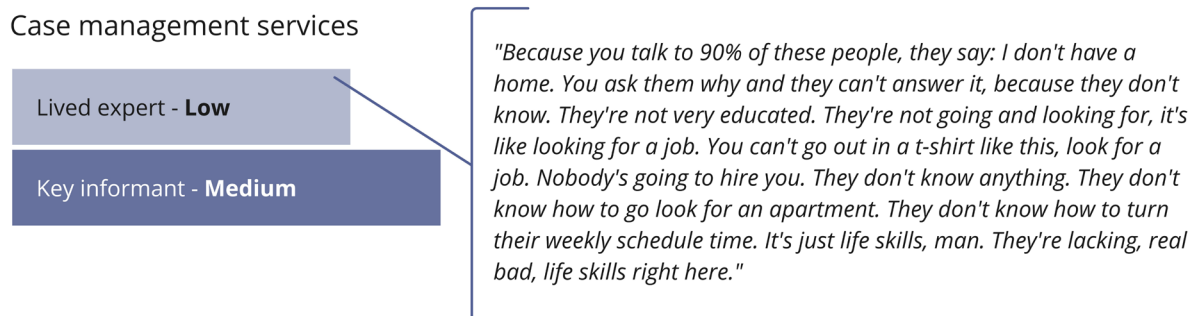 Case management services
Lived expert - Low
Key informant - Medium
"Because you talk to 90% of these people, they say: I don't have a
home. You ask them why and they can't answer it, because they don't
know. They're not very educated. They're not going and looking for, it's
like looking for a job. You can't go out in a t-shirt like this, look for a
job. Nobody's going to hire you. They don't know anything. They don't
know how to go look for an apartment. They don't know how to turn
their weekly schedule time. It's just life skills, man. They're lacking, real
bad, life skills right here."